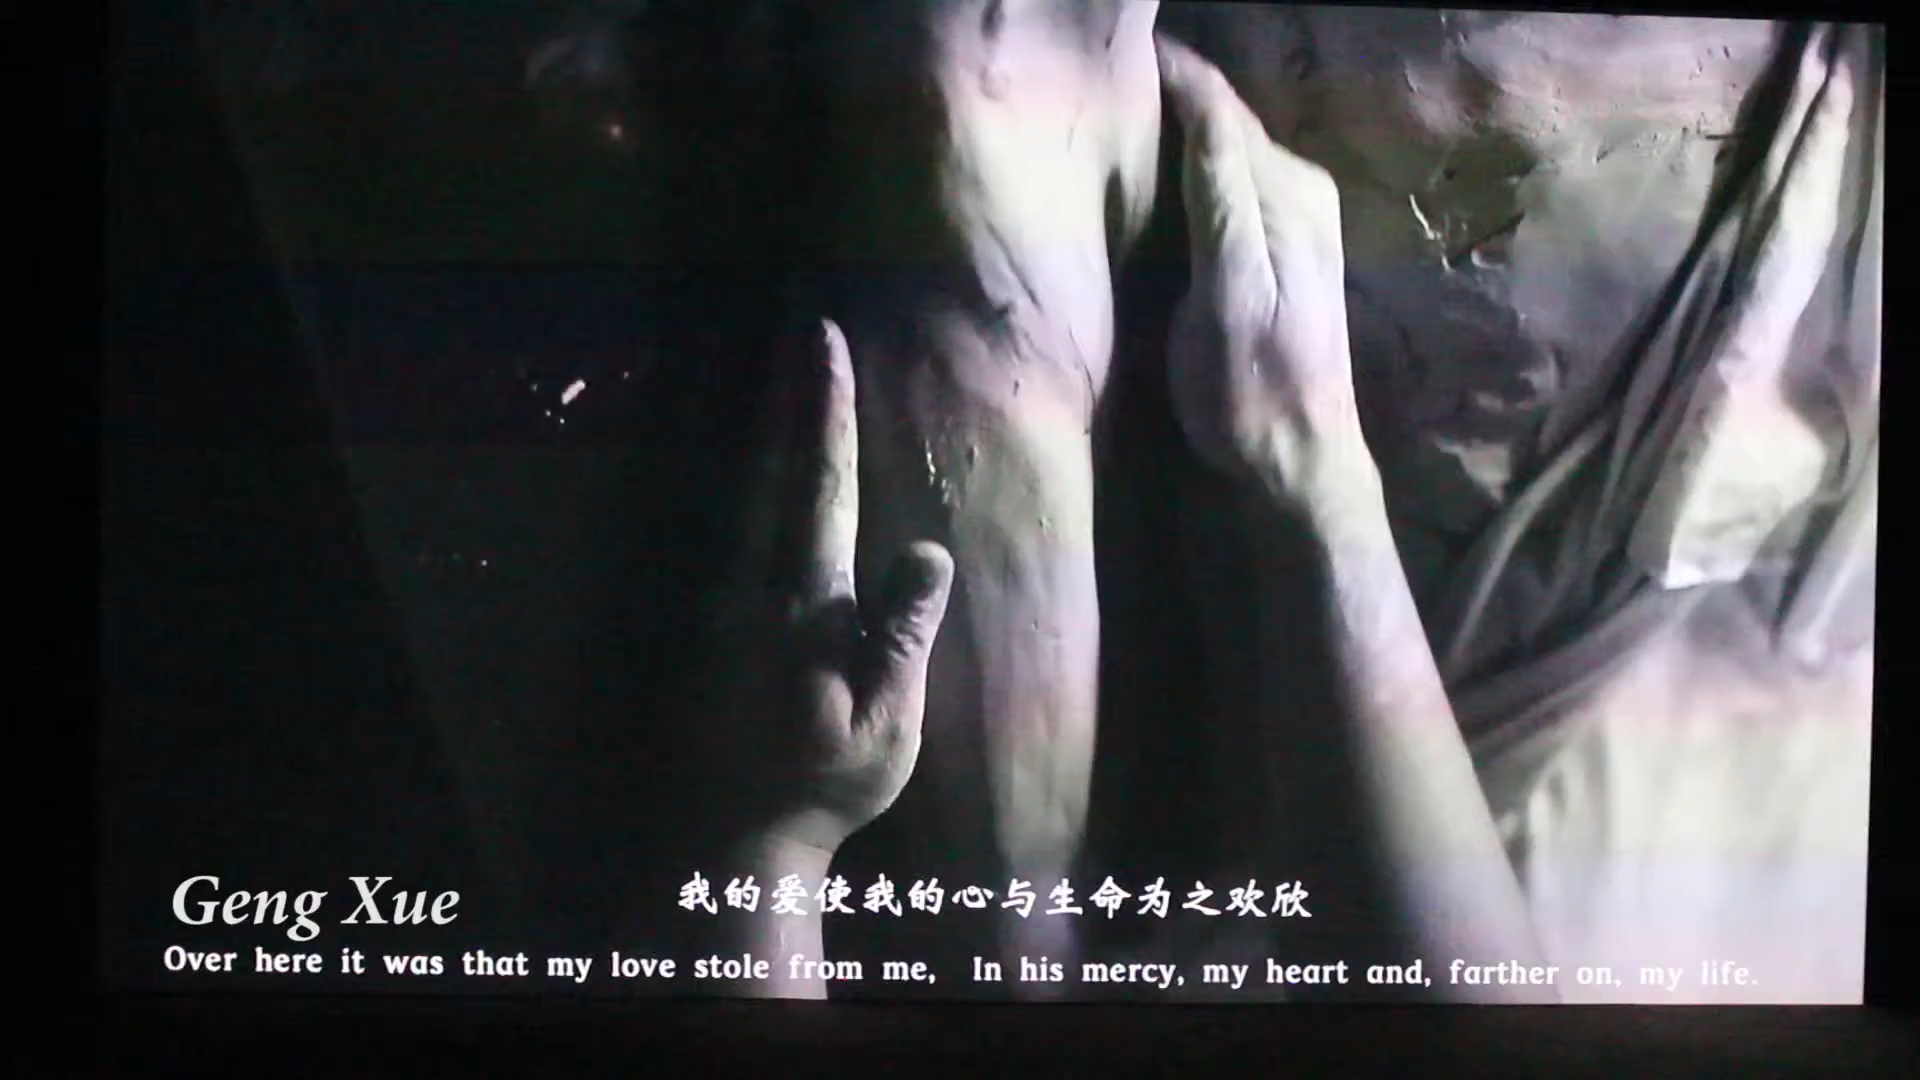 Geng Xue
我的爱使我的心与生命为之欢欣
Over here it was that my love stole from me, In his mercy, my heart and, farther on, my life.